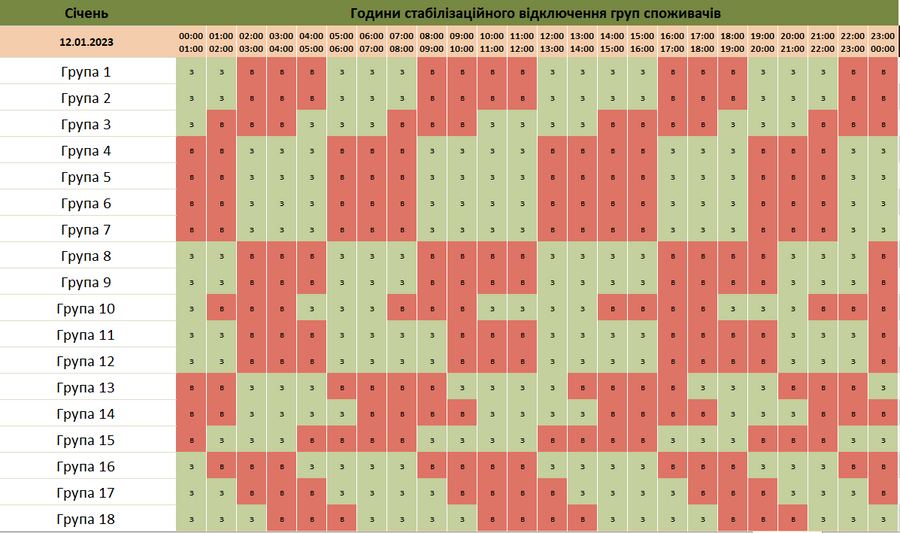 Січень Години стабілізаційного відключення груп споживачів
12.01.2023 00:00 01:00 02:00 03:00 04:00 05:00 06:00 07:00 08:00 09:00 10:00 11:00 12:00 13:00 14:00 15:00 16:00 17:00 18:00 19:00 20:00 21:00 22:00 23:00
01:00 02:00 03:00 04:00 05:00 06:00 07:00 08:00 09:00 10:00 11:00 12:00 13:00 14:00 15:00 16:00 17:00 18:00 19:00 20:00 21:00 22:00 23:00 00:00
Група 1 З З В В В З З З В В В В З З З З В В В З З З В В
Група 2 З З В В В З З З В В В В З З З З В В В З З З В В
Група 3 З В В В З З З В В В З З З З В В В В З З З В В В
Група 4 В В З З З В В В З З З З В В В В З З З В В В З З
Група 5 В В З З З В В В З З З З В В В В З З З В В В З З
Група 6 В В З З З В В В З З З З В В В В З З З В В В З З
Група 7 В В З З З В В В З З З З В В В В З З З В В В З З
Група 8 З З В В В З З З В В В В З З З З В В В В З З З В
Група 9 З З В В В З З З В В В В З З З З В В В В З З З В
Група 10 З В В В З З З В В В З З З З В В В В З З З В В В
Група 11 З З В В В З З З З В В В З З З З В В В В З З З В
Група 12 З З В В В З З З З В В В З З З З В В В В З З З В
Група 13 В В З З З В В В В З З З З В В В В З З З В В В З
Група 14 В В З З З З В В В В З З З З В В В В З З З В В В
Група 15 В З З З В В В В З З З З В В В В З З З В В В З З
Група 16 З В В В З З З З В В В В З З З З В В В З З З В В
Група 17 З З В В В З З З З В В В В З З З З В В В З З З В
Група 18 З З З В В В З З З З В В В В З З З З В В В З З З